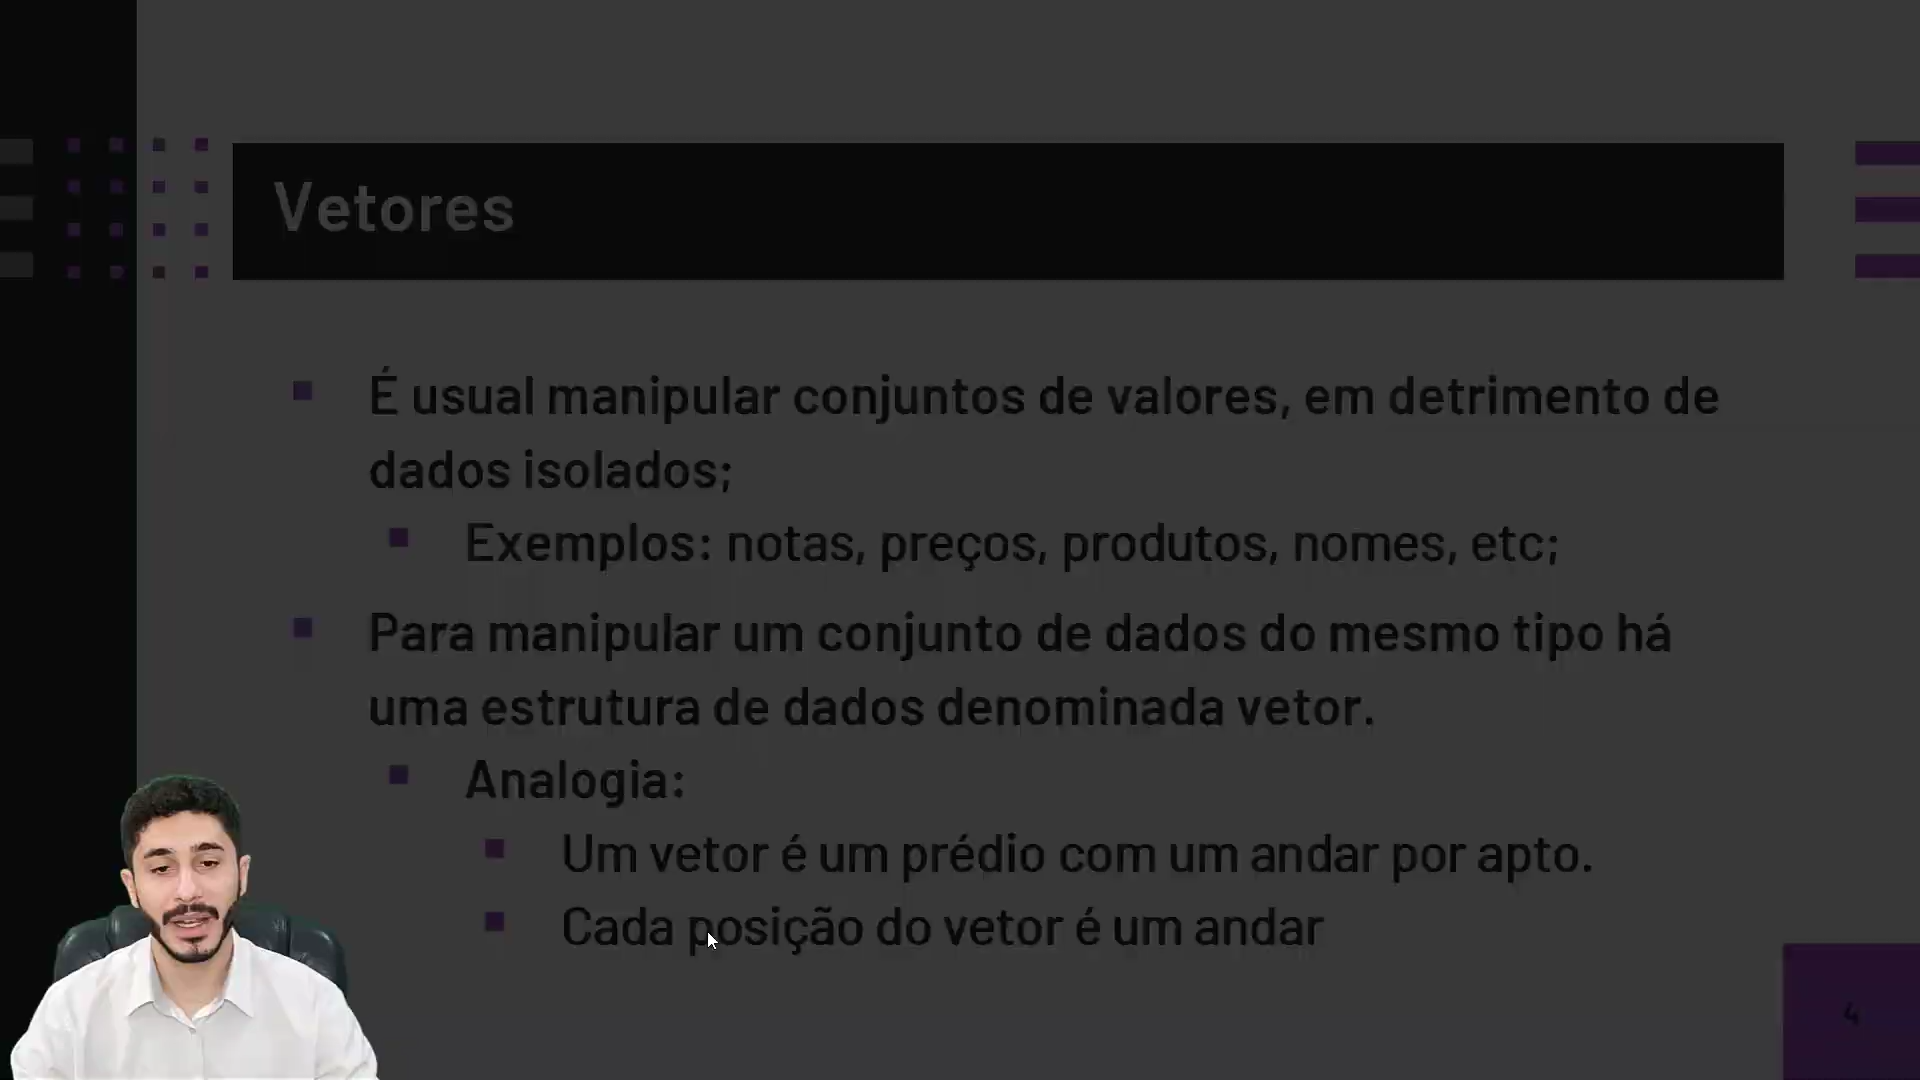 Vetores
É usual manipular conjuntos de valores, em detrimento de
dados isolados;
Exemplos: notas, preços, produtos, nomes, etc;
Para manipular um conjunto de dados do mesmo tipo há
uma estrutura de dados denominada vetor.
Analogia:
Um vetor é um prédio com um andar por apto.
Cada posição do vetor é um andar
4